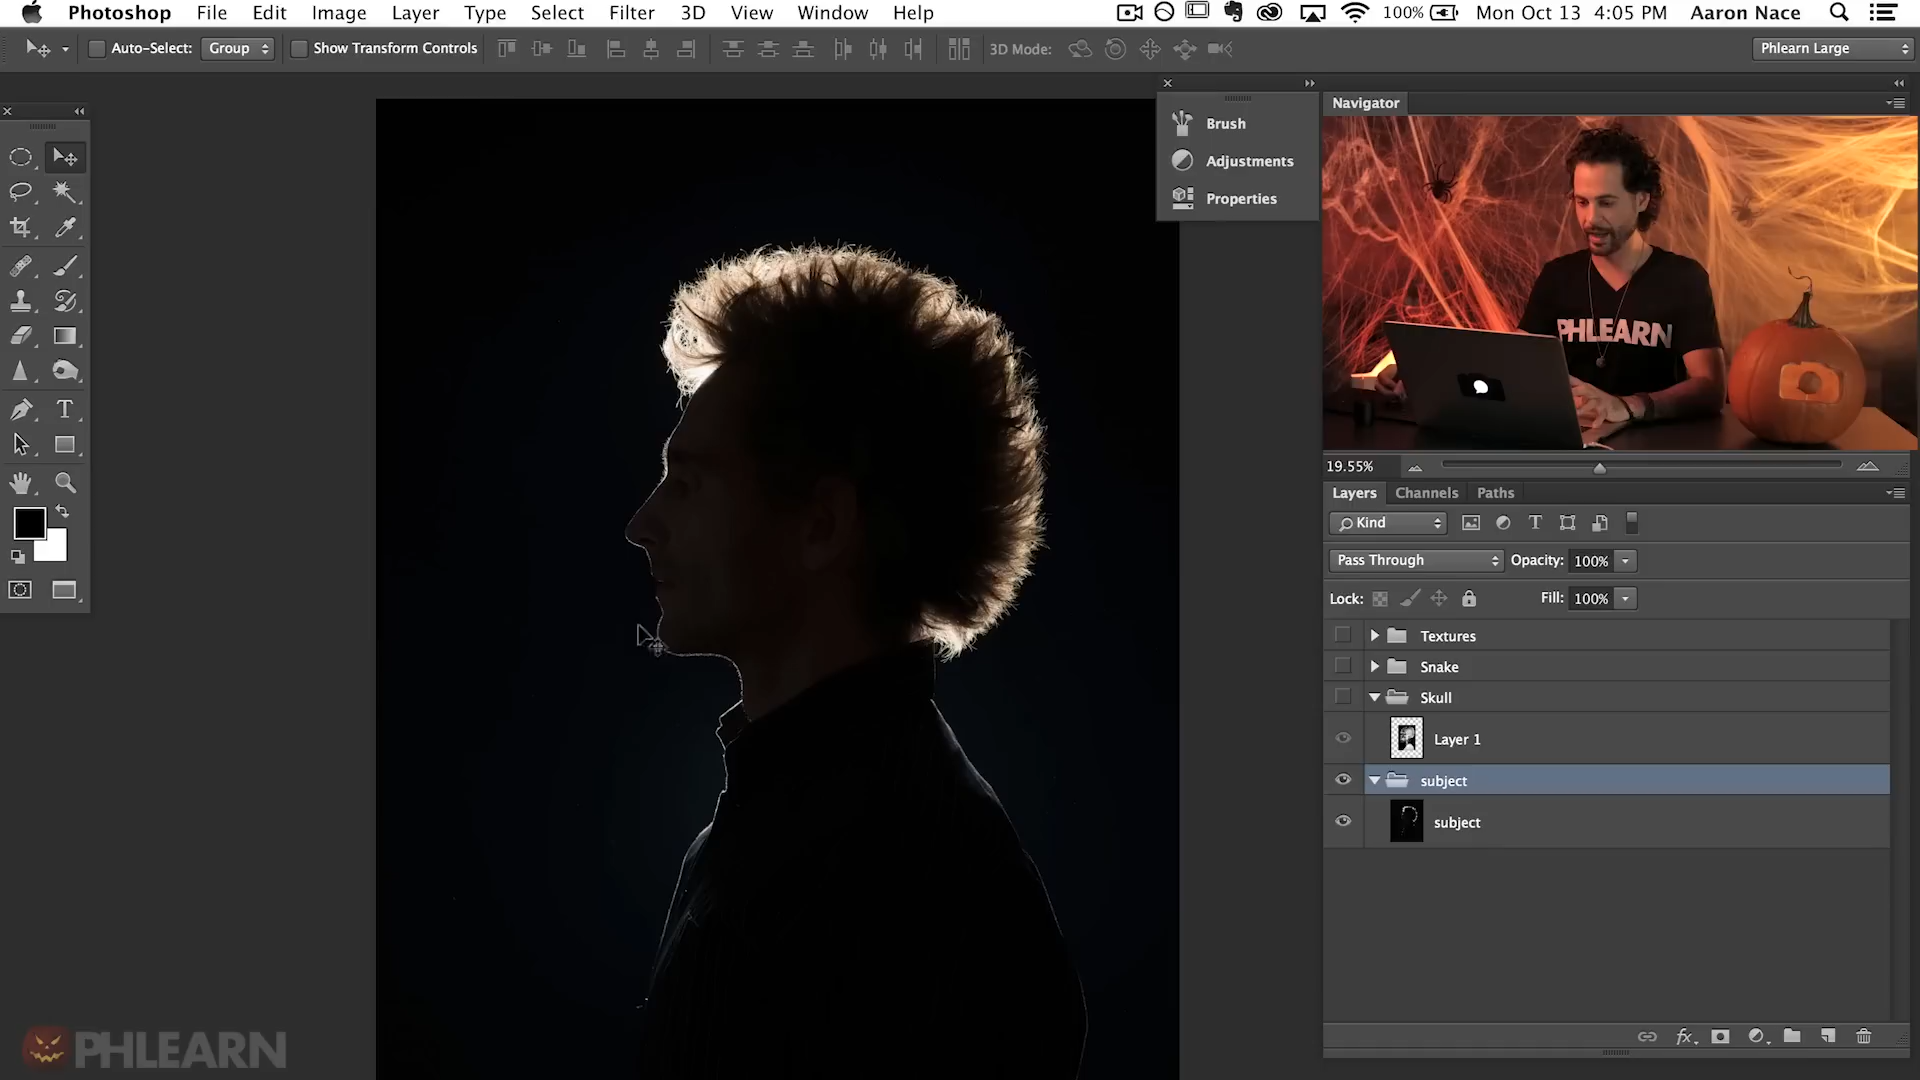 Photoshop File Edit Image Layer Type Select Filter 3D View Window Help 100% Mon Oct 13 4:05 PM Aaron Nace
Auto-Select: Group Show Transform Controls 3D Mode: Phlearn Large
Navigator
Brush
Adjustments
Properties
PHLEARN
19.55%
Layers Channels Paths
Kind
Pass Through Opacity: 100%
Lock: Fill: 100%
Textures
Snake
Skull
Layer 1
subject
subject
PHLEARN